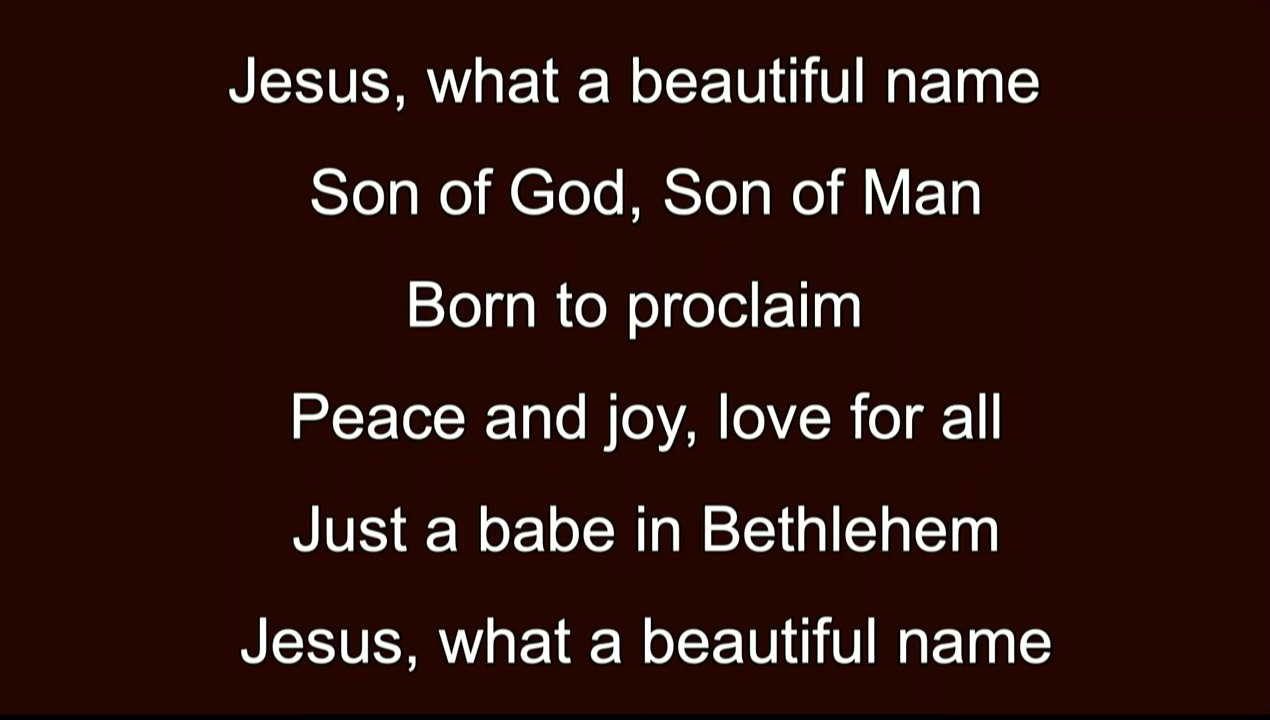 Jesus, what a beautiful name
Son of God, Son of Man
Born to proclaim
Peace and joy, love for all
Just a babe in Bethlehem
Jesus, what a beautiful name